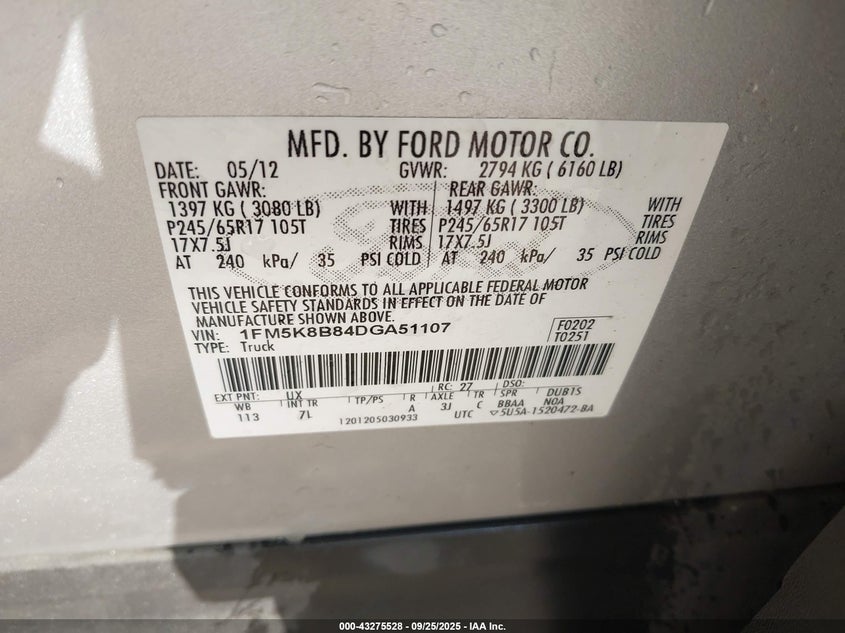 MFD. BY FORD MOTOR CO.
DATE: 05/12 GVWR: 2794 KG ( 6160 LB)
FRONT GAWR: REAR GAWR:
1397 KG ( 3080 LB) WITH 1497 KG ( 3300 LB) WITH
P245/65R17 105T TIRES P245/65R17 105T TIRES
17X7.5J RIMS 17X7.5J RIMS
AT 240 kPa/ 35 PSI COLD AT 240 kPa/ 35 PSI COLD
THIS VEHICLE CONFORMS TO ALL APPLICABLE FEDERAL MOTOR
VEHICLE SAFETY STANDARDS IN EFFECT ON THE DATE OF
MANUFACTURE SHOWN ABOVE.
VIN: 1FM5K8B84DGA51107 F0202
TYPE: Truck T0251
EXT PNT: UX RC: 27 DSO:
WB INT TR TP/PS R AXLE TR SPR DUB1S
113 7L A 3J C BBAA NOA
1201205030933 UTC ▽5U5A-1520472-BA
000-43275528 - 09/25/2025 - IAA Inc.